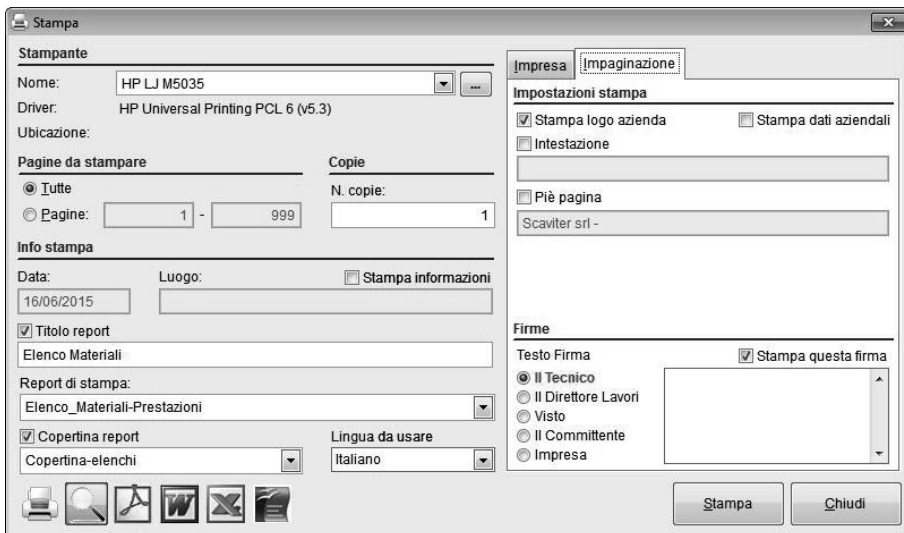 Stampa
Stampante
Nome: HP LJ M5035 ...
Driver: HP Universal Printing PCL 6 (v5.3)
Ubicazione:
Pagine da stampare
Tutte
Pagine: 1 - 999
Copie
N. copie:
1
Info stampa
Data: Luogo: Stampa informazioni
16/06/2015
Titolo report
Elenco Materiali
Report di stampa:
Elenco_Materiali-Prestazioni
Copertina report
Copertina-elenchi
Lingua da usare
Italiano
W X
Impresa Impaginazione
Impostazioni stampa
Stampa logo azienda Stampa dati aziendali
Intestazione
Piè pagina
Scaviter srl -
Firme
Testo Firma Stampa questa firma
Il Tecnico
Il Direttore Lavori
Visto
Il Committente
Impresa
Stampa Chiudi